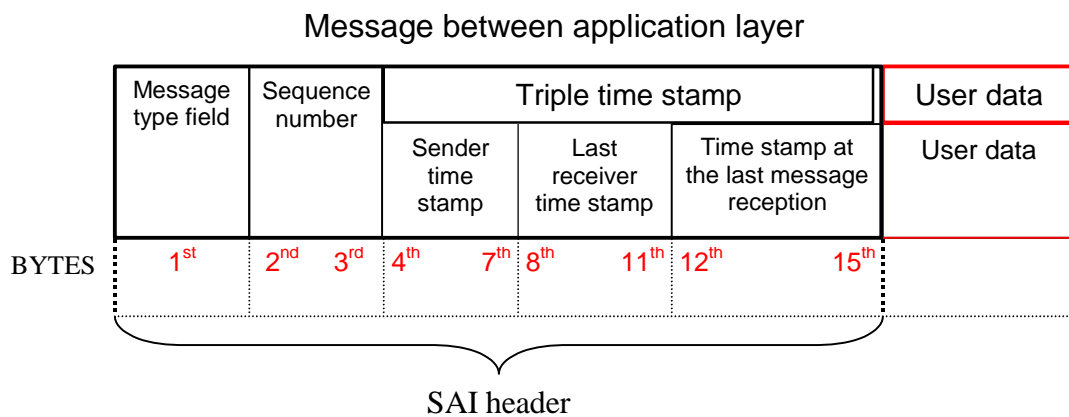 Message between application layer
Message
type field
Sequence
number
Triple time stamp
User data
Sender
time
stamp
Last
receiver
time stamp
Time stamp at
the last message
reception
User data
BYTES 1st 2nd 3rd 4th 7th 8th 11th 12th 15th
SAI header